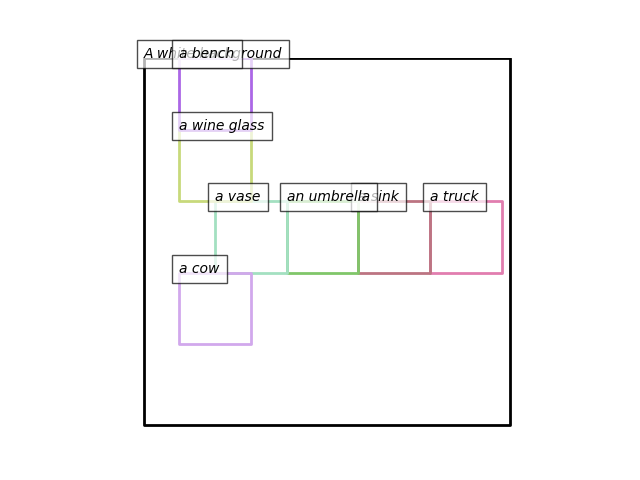 A white background
a bench
a wine glass
a vase
an umbrella
a sink
a truck
a cow